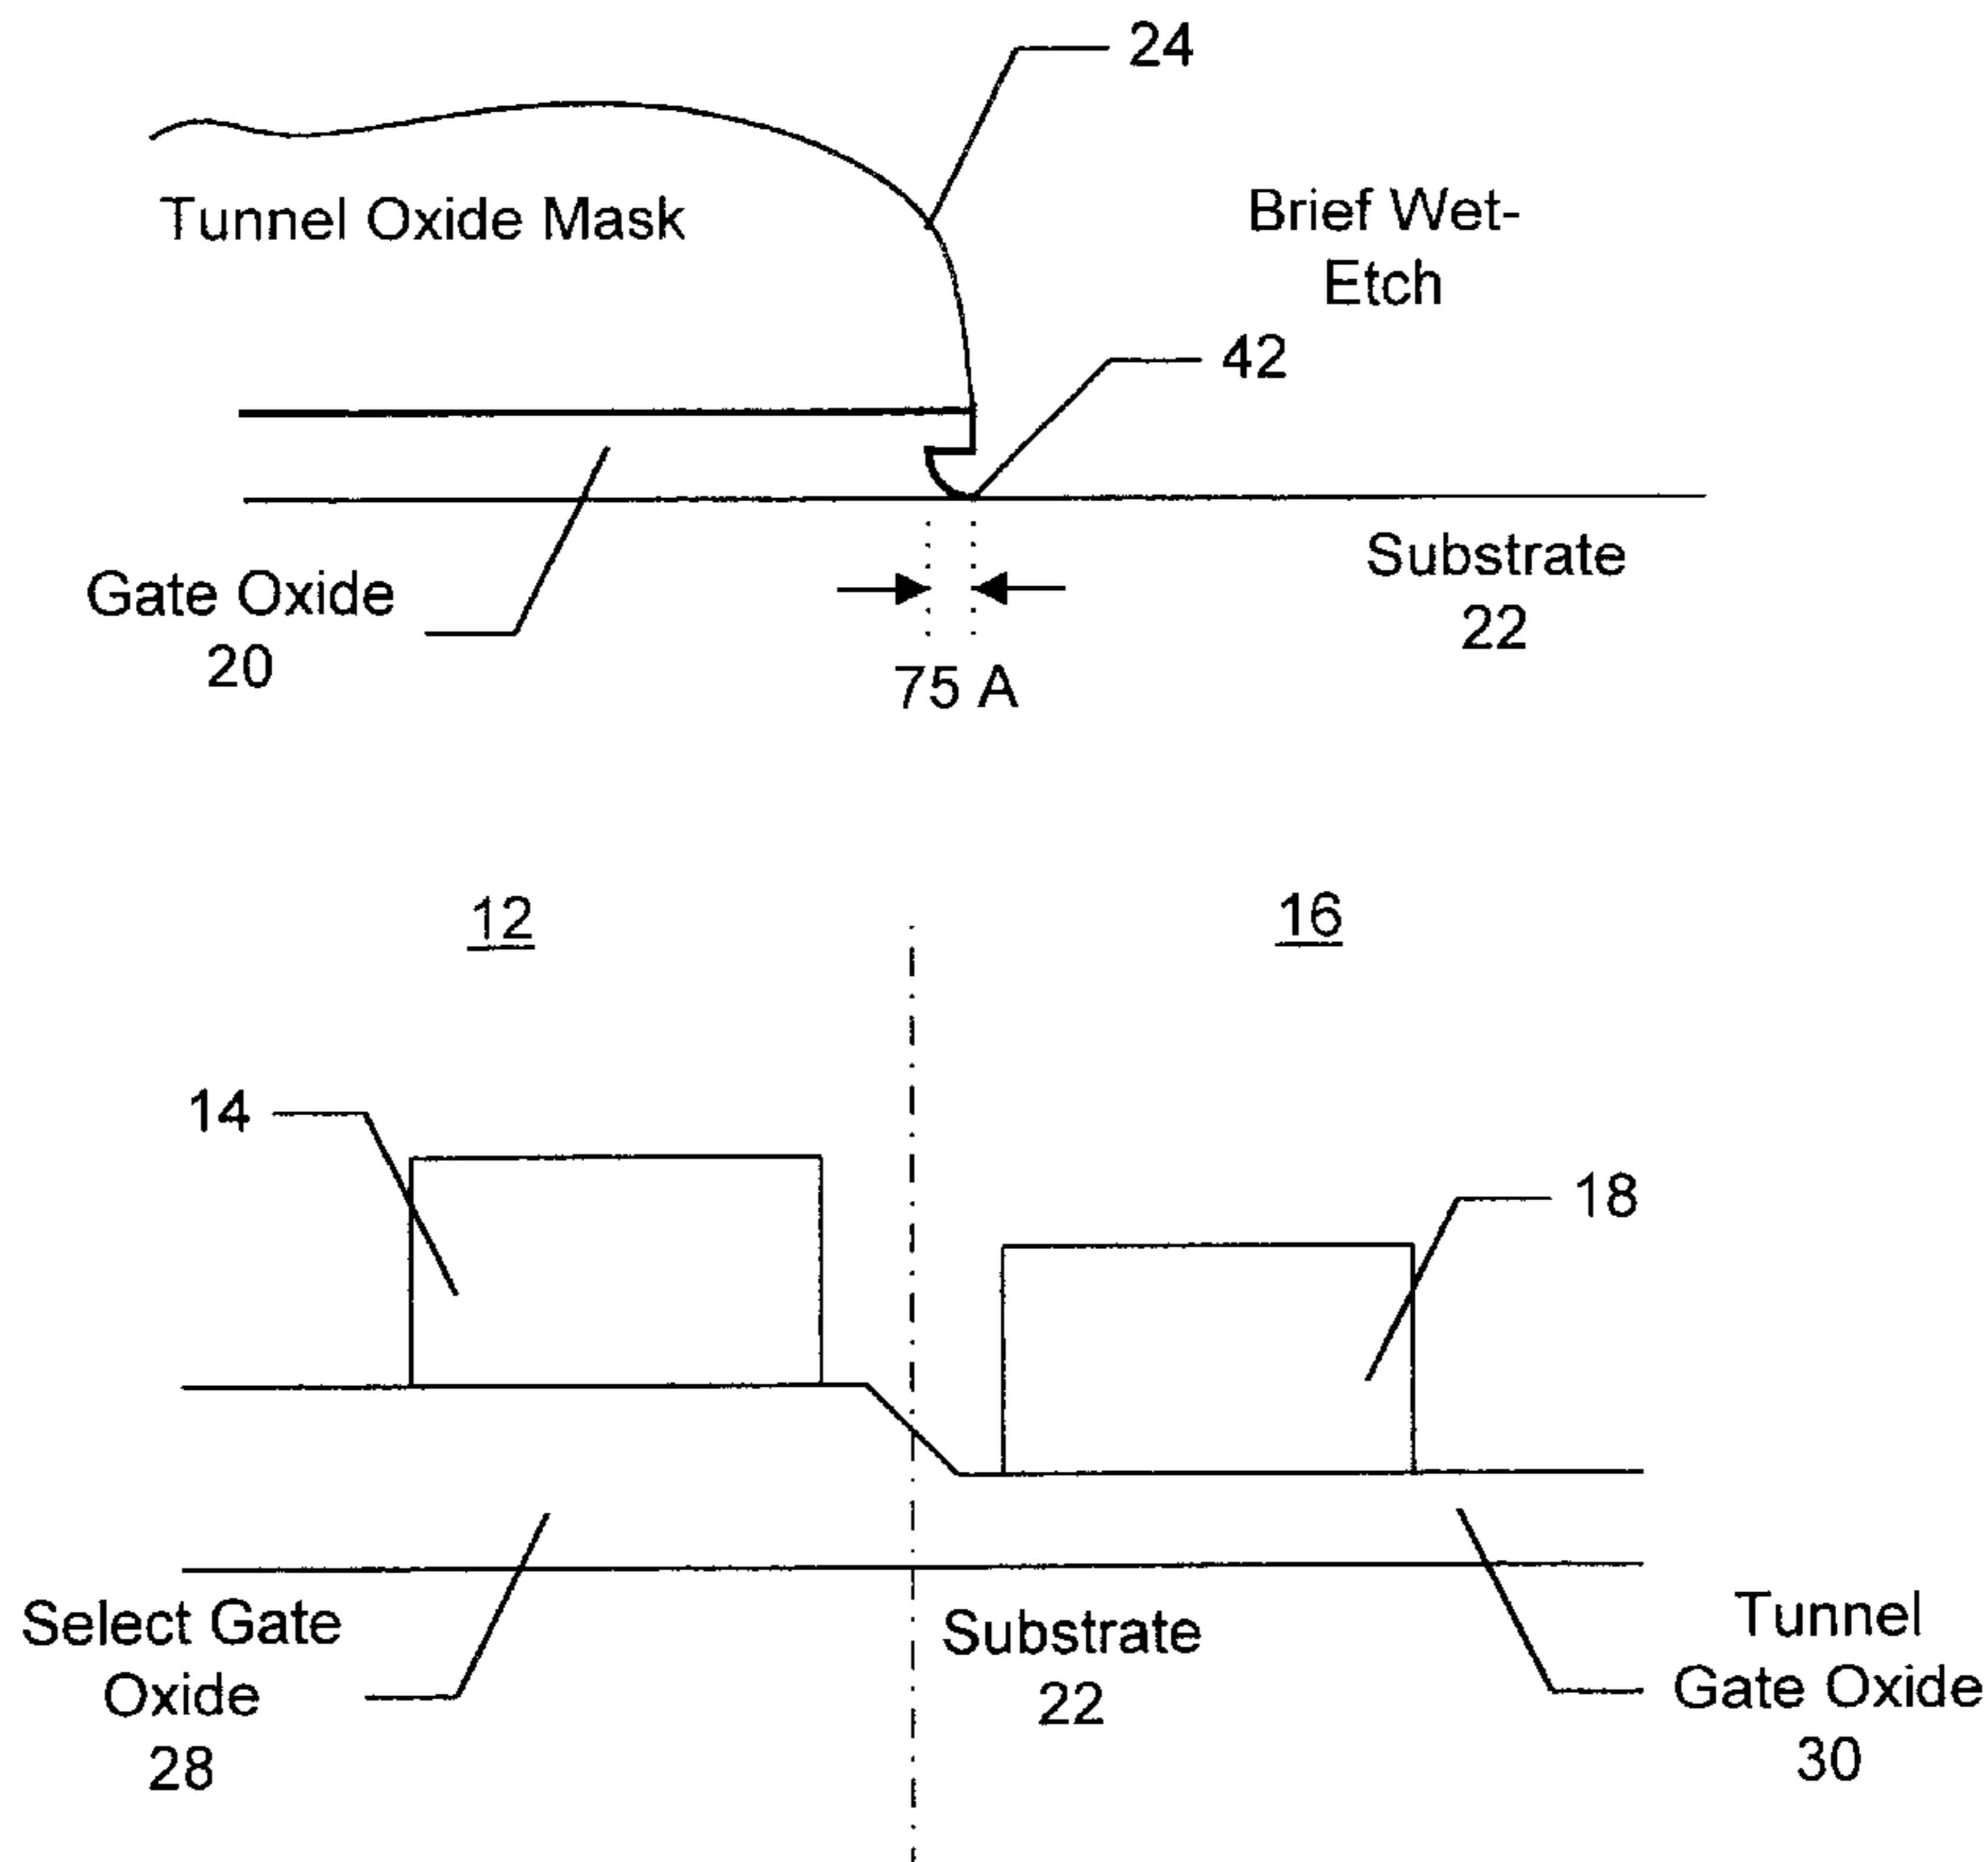 24
Tunnel Oxide Mask
Brief Wet-
Etch
42
Gate Oxide
20
Substrate
22
75 A
12
16
14
18
Select Gate
Oxide
28
Substrate
22
Tunnel
Gate Oxide
30